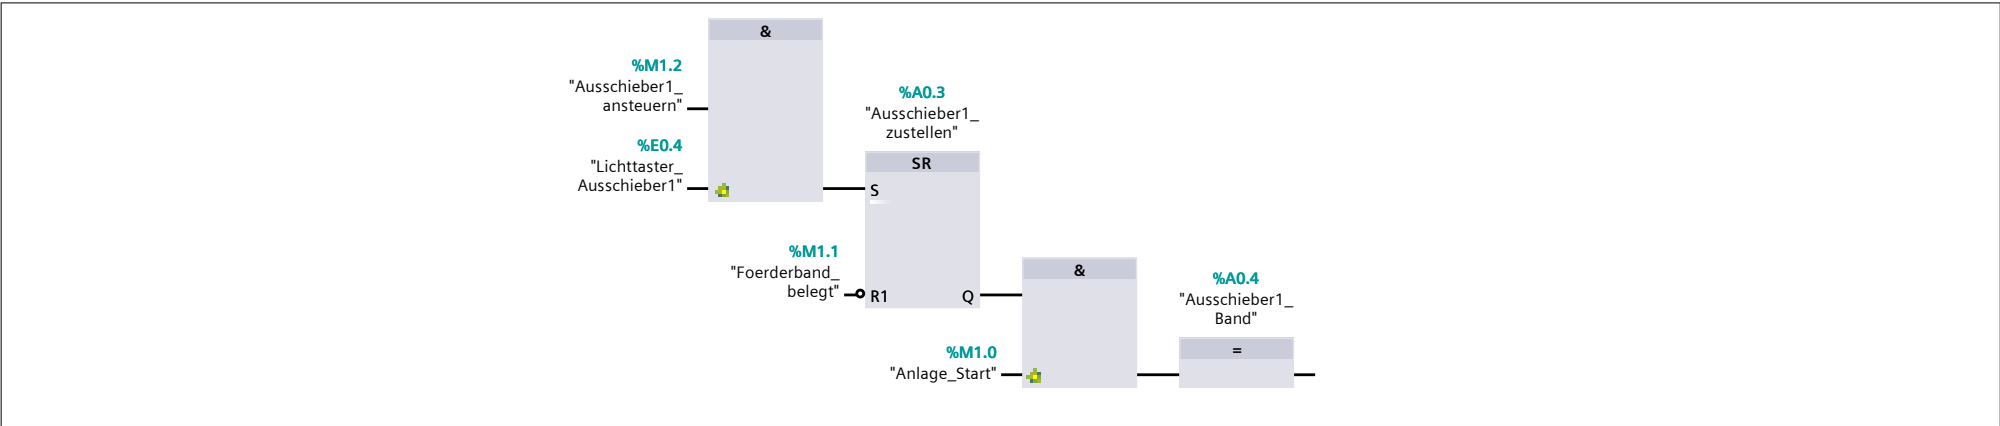 &
%M1.2
"Ausschieber1_
ansteuern"
%E0.4
"Lichttaster_
Ausschieber1"
%A0.3
"Ausschieber1_
zustellen"
SR
S
%M1.1
"Foerderband_
belegt"
R1 Q
&
%M1.0
"Anlage_Start"
%A0.4
"Ausschieber1_
Band"
=